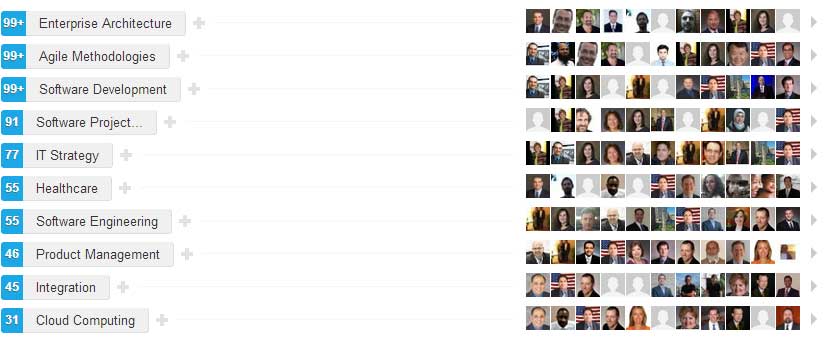 99+ Enterprise Architecture
99+ Agile Methodologies
99+ Software Development
91 Software Project...
77 IT Strategy
55 Healthcare
55 Software Engineering
46 Product Management
45 Integration
31 Cloud Computing